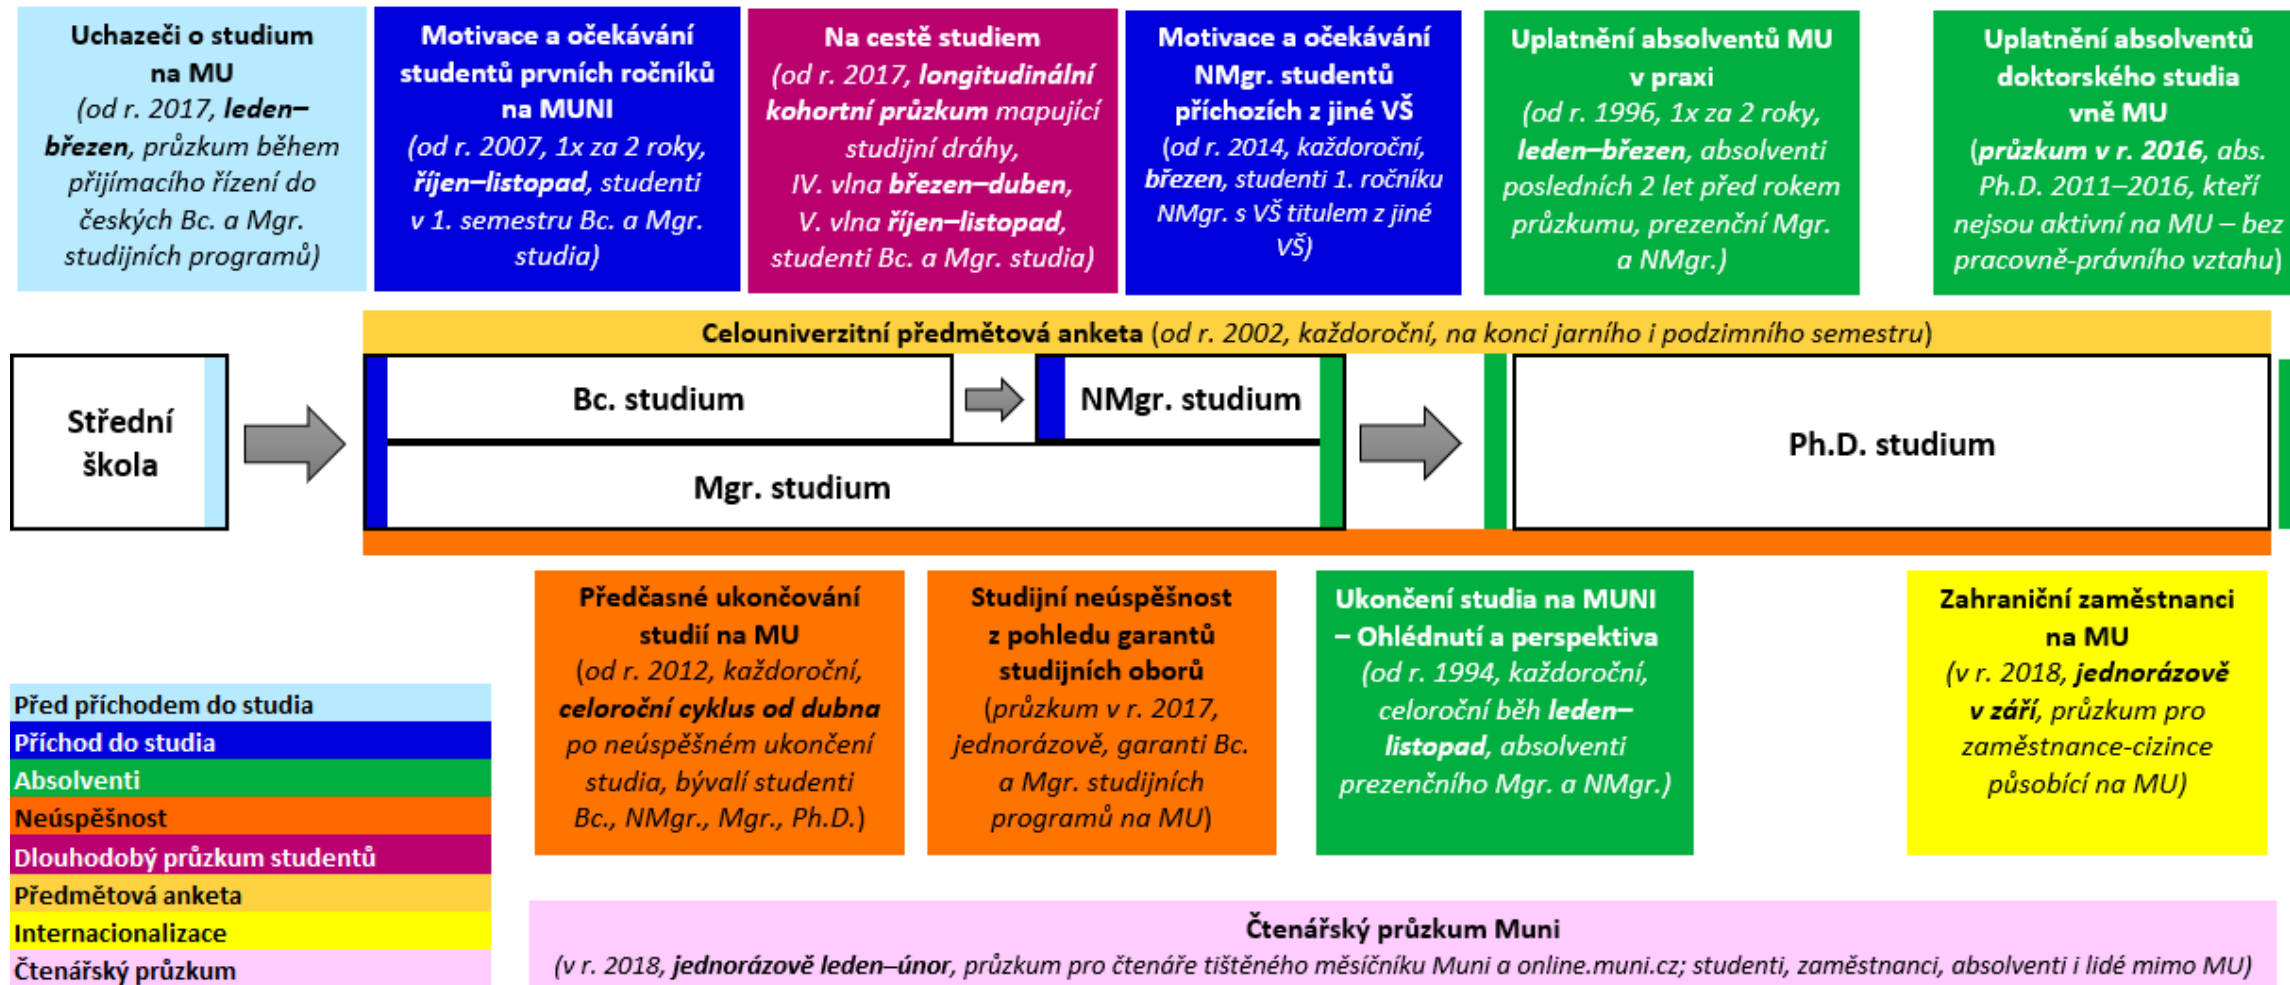 Uchazeči o studium
na MU
(od r. 2017, leden–
březen, průzkum během
přijímacího řízení do
českých Bc. a Mgr.
studijních programů)
Motivace a očekávání
studentů prvních ročníků
na MUNI
(od r. 2007, 1x za 2 roky,
říjen–listopad, studenti
v 1. semestru Bc. a Mgr.
studia)
Na cestě studiem
(od r. 2017, longitudinální
kohortní průzkum mapující
studijní dráhy,
IV. vlna březen–duben,
V. vlna říjen–listopad,
studenti Bc. a Mgr. studia)
Motivace a očekávání
NMgr. studentů
příchozích z jiné VŠ
(od r. 2014, každoroční,
březen, studenti 1. ročníku
NMgr. s VŠ titulem z jiné
VŠ)
Uplatnění absolventů MU
v praxi
(od r. 1996, 1x za 2 roky,
leden–březen, absolventi
posledních 2 let před rokem
průzkumu, prezenční Mgr.
a NMgr.)
Uplatnění absolventů
doktorského studia
vně MU
(průzkum v r. 2016, abs.
Ph.D. 2011–2016, kteří
nejsou aktivní na MU – bez
pracovně-právního vztahu)
Celouniverzitní předmětová anketa (od r. 2002, každoroční, na konci jarního i podzimního semestru)
Střední
škola
Bc. studium
NMgr. studium
Mgr. studium
Ph.D. studium
Předčasné ukončování
studií na MU
(od r. 2012, každoroční,
celoroční cyklus od dubna
po neúspěšném ukončení
studia, bývalí studenti
Bc., NMgr., Mgr., Ph.D.)
Studijní neúspěšnost
z pohledu garantů
studijních oborů
(průzkum v r. 2017,
jednorázově, garanti Bc.
a Mgr. studijních
programů na MU)
Ukončení studia na MUNI
– Ohlédnutí a perspektiva
(od r. 1994, každoroční,
celoroční běh leden–
listopad, absolventi
prezenčního Mgr. a NMgr.)
Zahraniční zaměstnanci
na MU
(v r. 2018, jednorázově
v září, průzkum pro
zaměstnance-cizince
působící na MU)
Před příchodem do studia
Příchod do studia
Absolventi
Neúspěšnost
Dlouhodobý průzkum studentů
Předmětová anketa
Internacionalizace
Čtenářský průzkum
Čtenářský průzkum Muni
(v r. 2018, jednorázově leden–únor, průzkum pro čtenáře tištěného měsíčníku Muni a online.muni.cz; studenti, zaměstnanci, absolventi i lidé mimo MU)